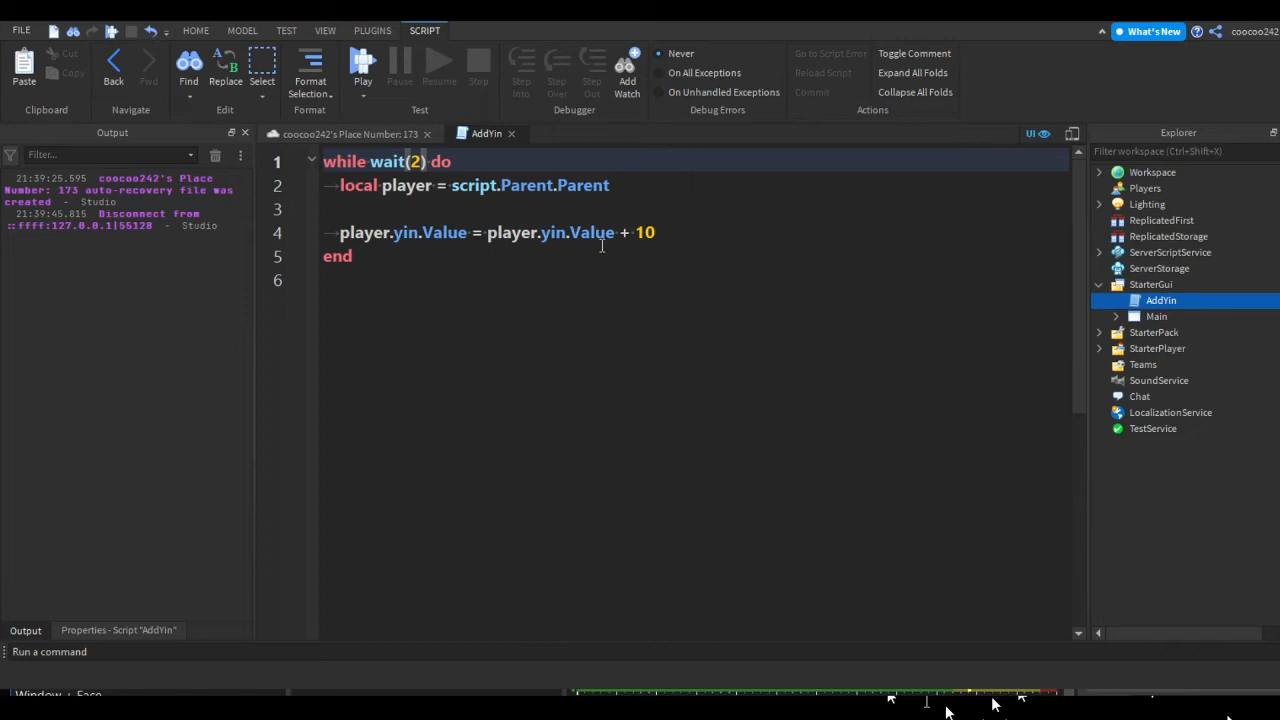 FILE HOME MODEL TEST VIEW PLUGINS SCRIPT What's New coocoo242
Cut
Copy
Paste Back Fwd Find Replace Select Format Selection Play Pause Resume Stop Step Into Step Over Step Out Add Watch
Never
On All Exceptions
On Unhandled Exceptions
Go to Script Error
Reload Script
Commit
Toggle Comment
Expand All Folds
Collapse All Folds
Clipboard Navigate Edit Format Test Debugger Debug Errors Actions
Output
Filter...
21:39:25.595 coocoo242's Place
Number: 173 auto-recovery file was
created - Studio
21:39:45.815 Disconnect from
::ffff:127.0.0.1|55128 - Studio
coocoo242's Place Number: 173 AddYin UI
1 while wait(2) do
2 local player = script.Parent.Parent
3
4 player.yin.Value = player.yin.Value + 10
5 end
6
Explorer
Filter workspace (Ctrl+Shift+X)
Workspace
Players
Lighting
ReplicatedFirst
ReplicatedStorage
ServerScriptService
ServerStorage
StarterGui
AddYin
Main
StarterPack
StarterPlayer
Teams
SoundService
Chat
LocalizationService
TestService
Output Properties - Script "AddYin"
Run a command
Window + Face